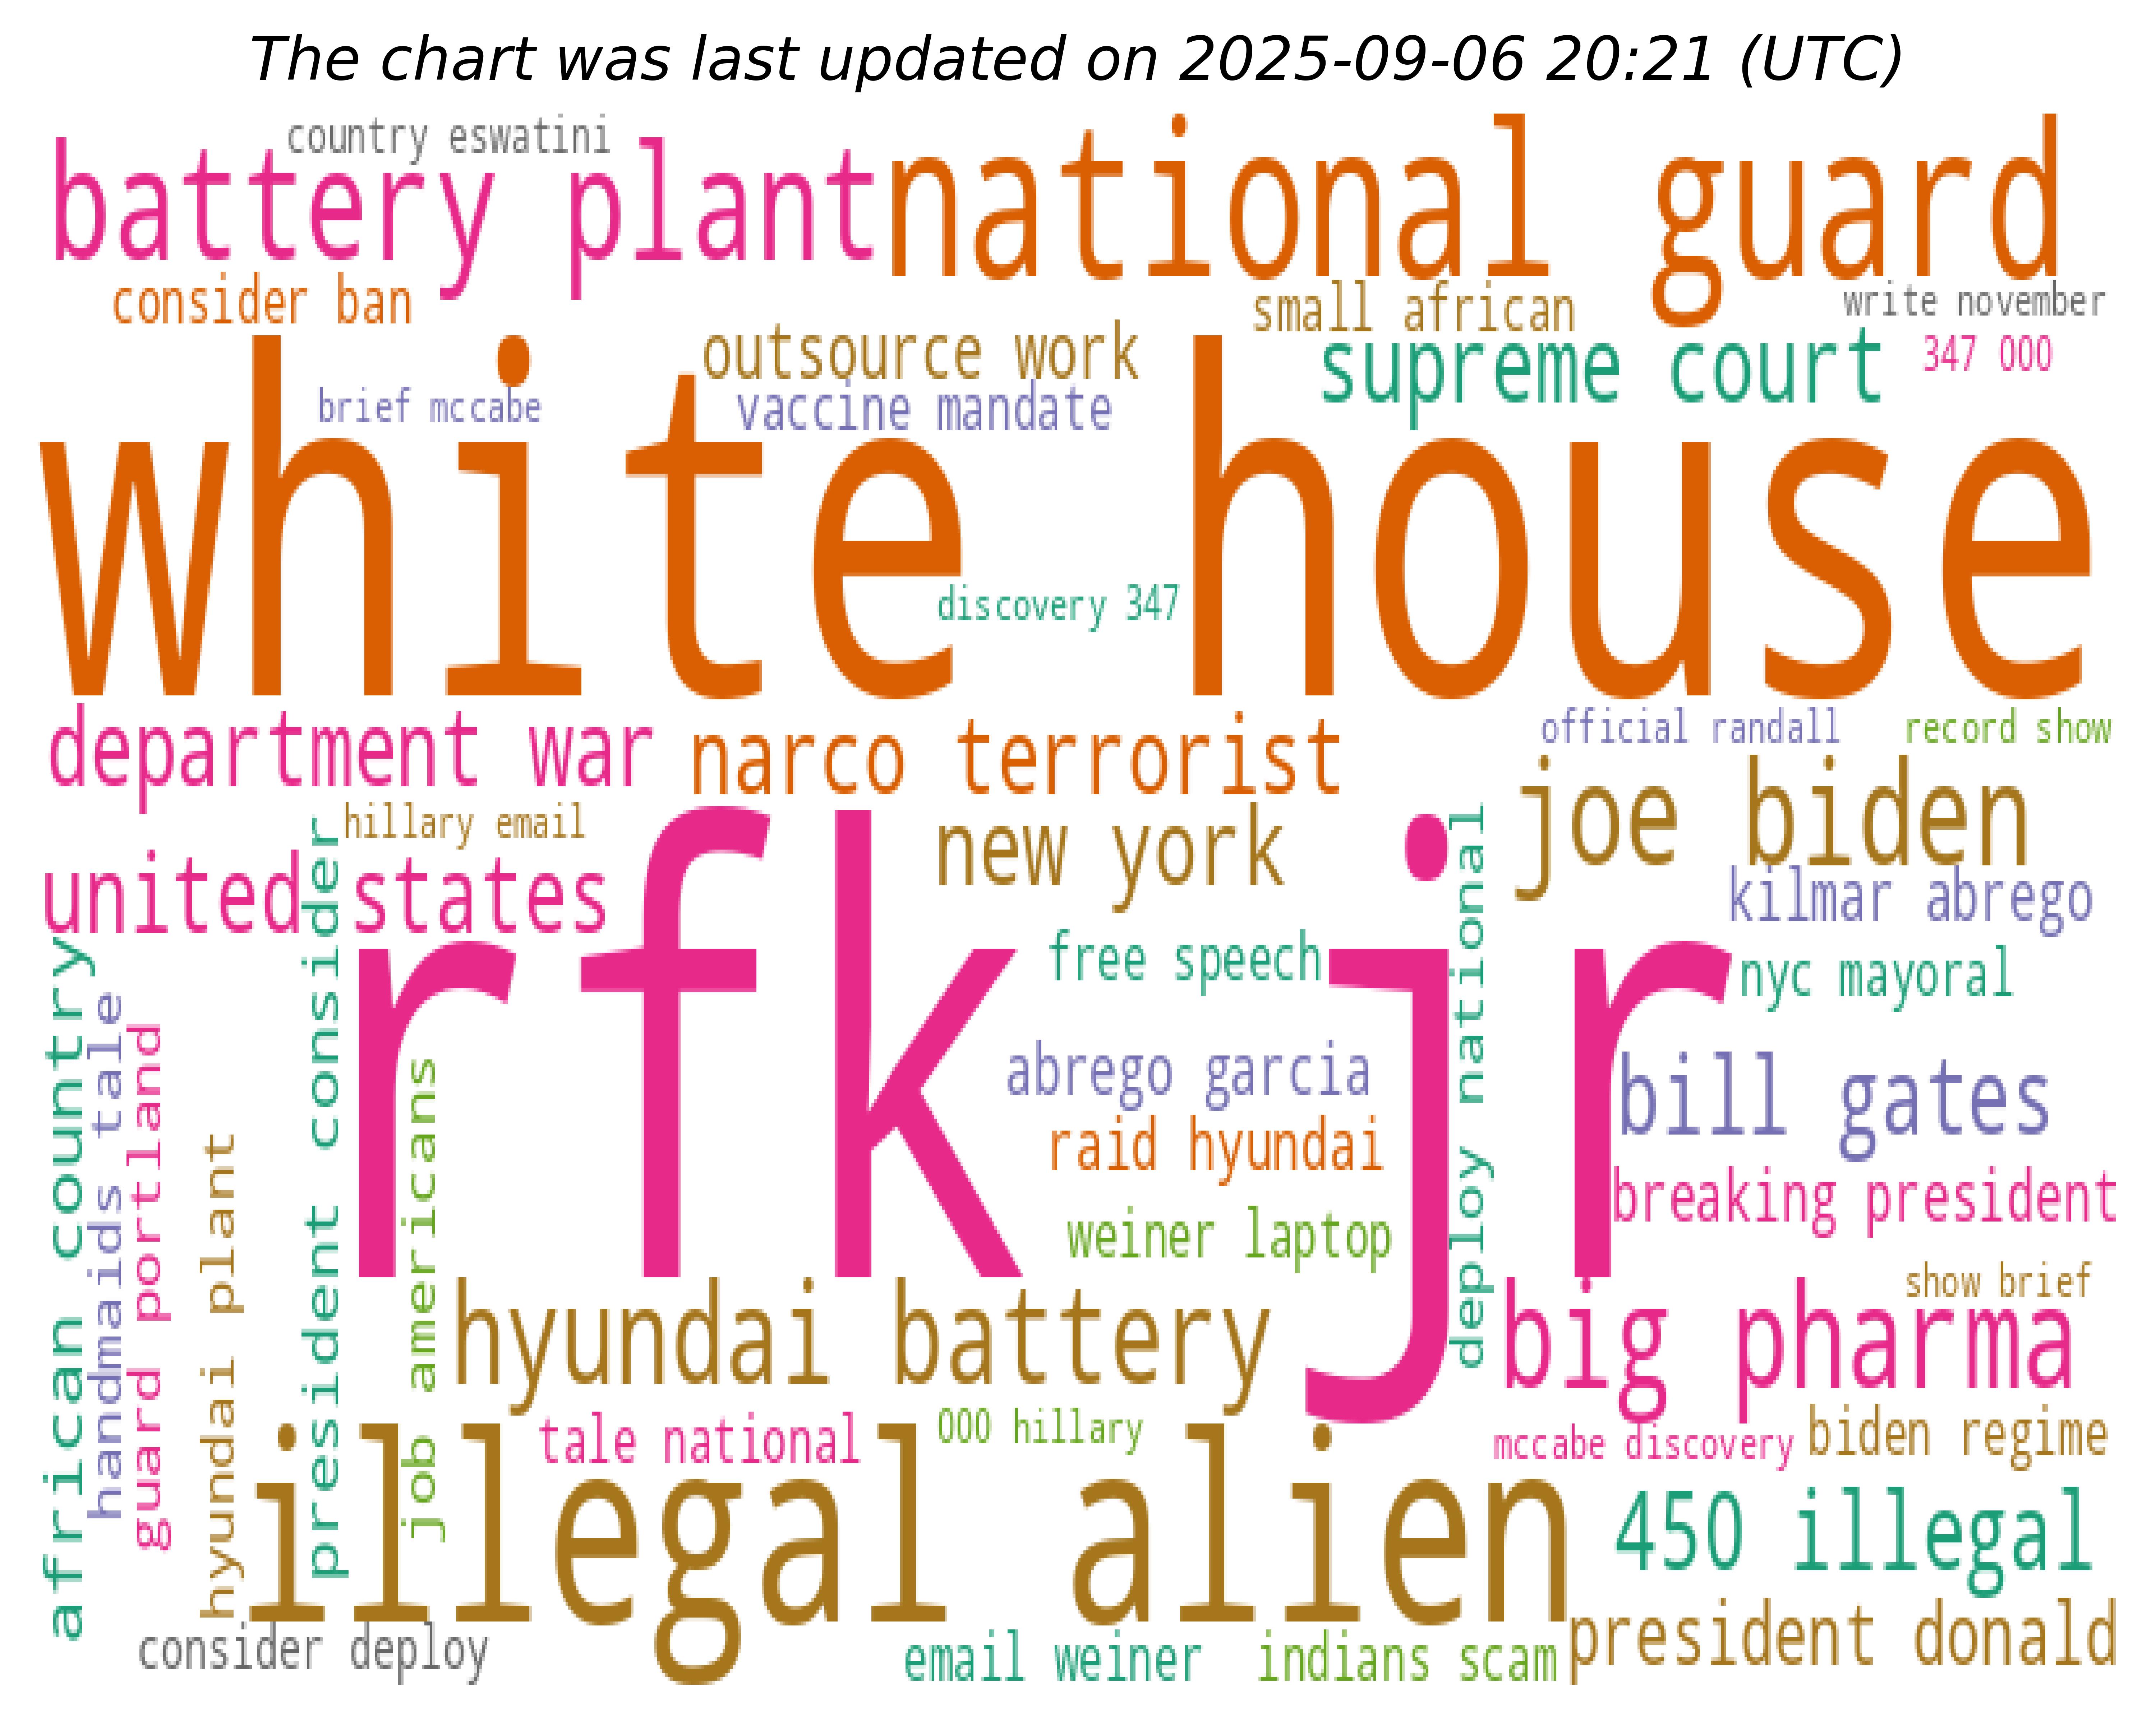 The chart was last updated on 2025-09-06 20:21 (UTC)
country eswatini
battery plant
national guard
consider ban
small african
write november
outsource work
supreme court
347 000
brief mccabe
vaccine mandate
white house
discovery 347
department war
narco terrorist
official randall
record show
hillary email
new york
joe biden
united states
kilmar abrego
rfk jr
free speech
nyc mayoral
abrego garcia
bill gates
raid hyundai
breaking president
weiner laptop
show brief
african country
handmaids tale
guard portland
hyundai plant
president consider
job americans
deploy national
hyundai battery
big pharma
tale national
000 hillary
mccabe discovery
biden regime
illegal alien
450 illegal
consider deploy
email weiner
indians scam
president donald